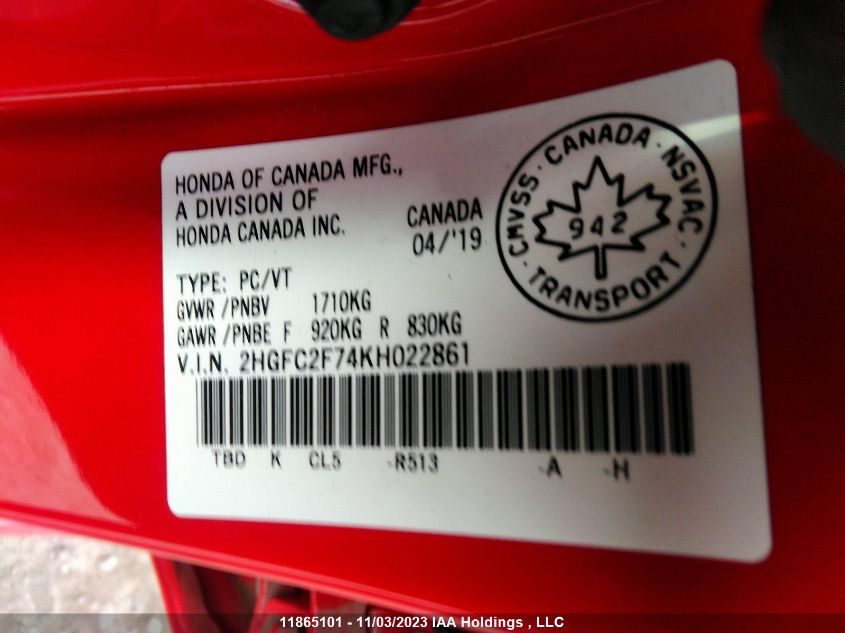 HONDA OF CANADA MFG.,
A DIVISION OF
HONDA CANADA INC.
CANADA
04/'19
CMVSS · CANADA · NSVAC ·
942
TRANSPORT
TYPE: PC/VT
GVWR /PNBV 1710KG
GAWR /PNBE F 920KG R 830KG
V.I.N. 2HGFC2F74KH022861
TBD K CL5 -R513 -A -H
11865101 - 11/03/2023 IAA Holdings , LLC